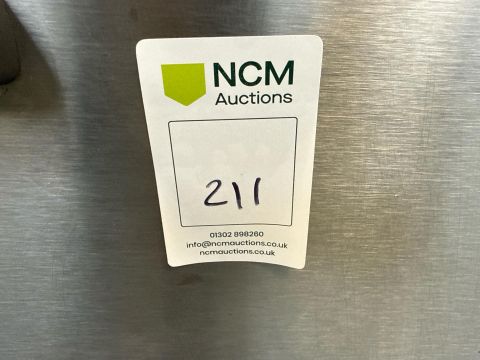 NCM
Auctions
211
01302 898260
info@ncmauctions.co.uk
ncmauctions.co.uk